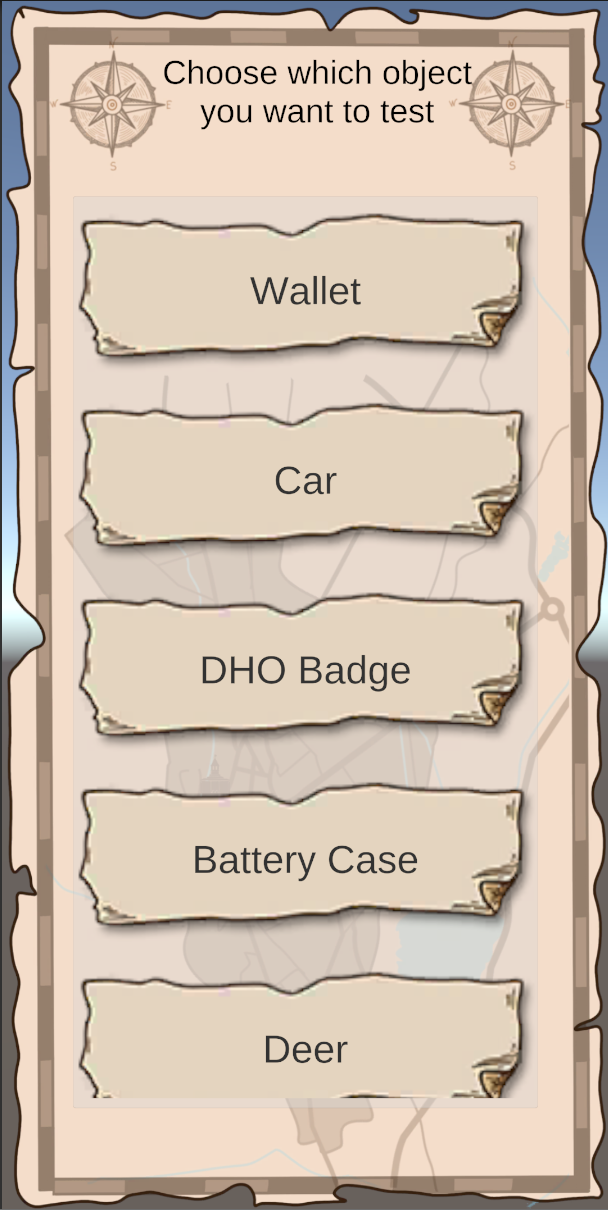 Choose which object
you want to test
Wallet
Car
DHO Badge
Battery Case
Deer